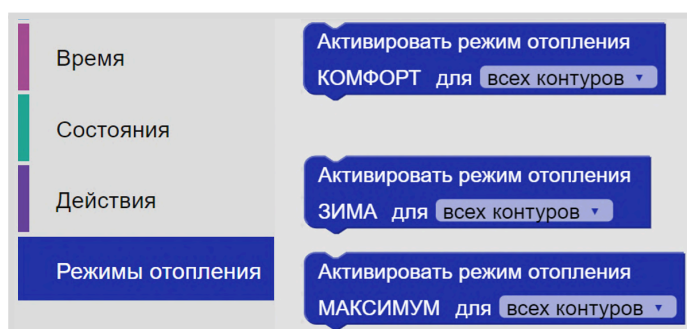 Время
Состояния
Действия
Режимы отопления
Активировать режим отопления
КОМФОРТ для всех контуров
Активировать режим отопления
ЗИМА для всех контуров
Активировать режим отопления
МАКСИМУМ для всех контуров